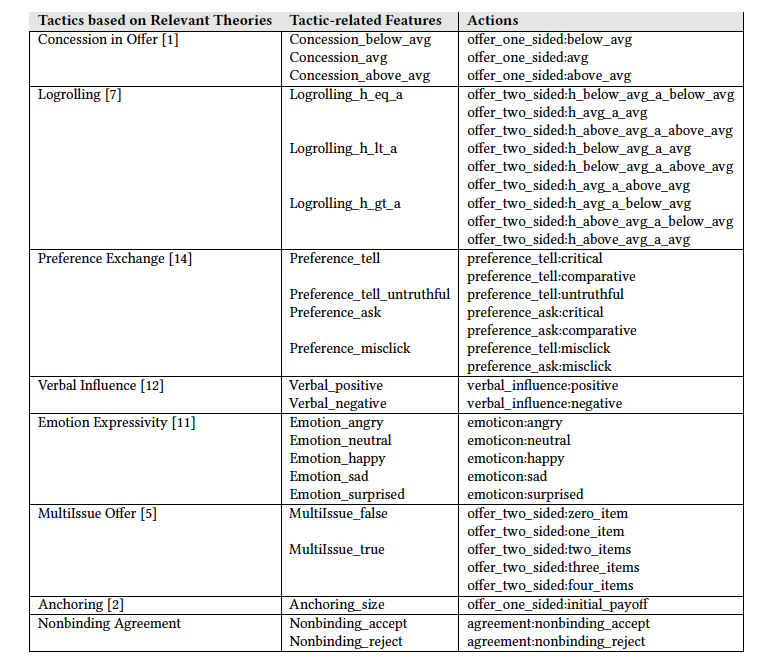 Tactics based on Relevant Theories Tactic-related Features Actions
Concession in Offer [1] Concession_below_avg offer_one_sided:below_avg
Concession_avg offer_one_sided:avg
Concession_above_avg offer_one_sided:above_avg
Logrolling [7] Logrolling_h_eq_a offer_two_sided:h_below_avg_a_below_avg
offer_two_sided:h_avg_a_avg
offer_two_sided:h_above_avg_a_above_avg
Logrolling_h_lt_a offer_two_sided:h_below_avg_a_avg
offer_two_sided:h_below_avg_a_above_avg
offer_two_sided:h_avg_a_above_avg
Logrolling_h_gt_a offer_two_sided:h_avg_a_below_avg
offer_two_sided:h_above_avg_a_below_avg
offer_two_sided:h_above_avg_a_avg
Preference Exchange [14] Preference_tell preference_tell:critical
preference_tell:comparative
Preference_tell_untruthful preference_tell:untruthful
Preference_ask preference_ask:critical
preference_ask:comparative
Preference_misclick preference_tell:misclick
preference_ask:misclick
Verbal Influence [12] Verbal_positive verbal_influence:positive
Verbal_negative verbal_influence:negative
Emotion Expressivity [11] Emotion_angry emoticon:angry
Emotion_neutral emoticon:neutral
Emotion_happy emoticon:happy
Emotion_sad emoticon:sad
Emotion_surprised emoticon:surprised
MultiIssue Offer [5] MultiIssue_false offer_two_sided:zero_item
offer_two_sided:one_item
MultiIssue_true offer_two_sided:two_items
offer_two_sided:three_items
offer_two_sided:four_items
Anchoring [2] Anchoring_size offer_one_sided:initial_payoff
Nonbinding Agreement Nonbinding_accept agreement:nonbinding_accept
Nonbinding_reject agreement:nonbinding_reject